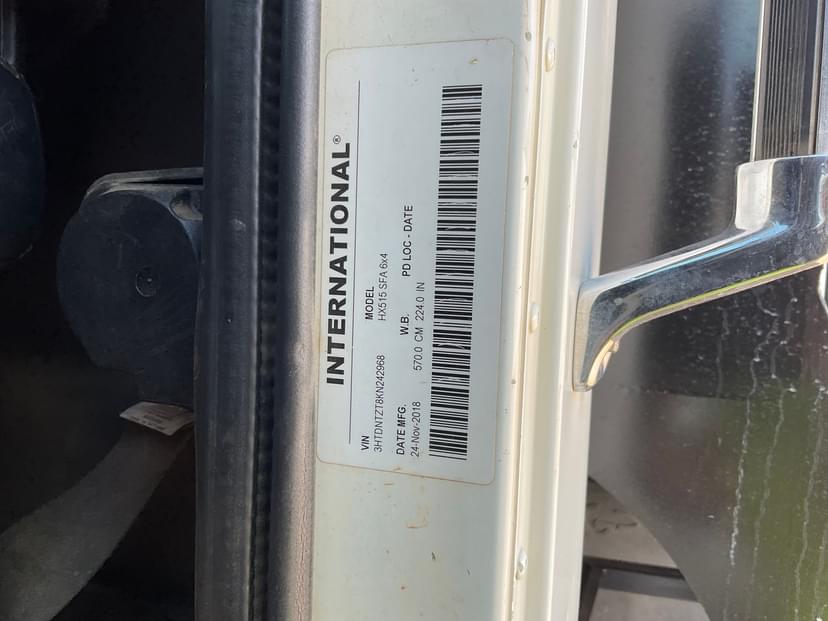 INTERNATIONAL®
VIN MODEL
3HTDNTZT8KN242968 HX515 SFA 6x4
DATE MFG. W.B. PD LOC - DATE
24-Nov-2018 570.0 CM 224.0 IN